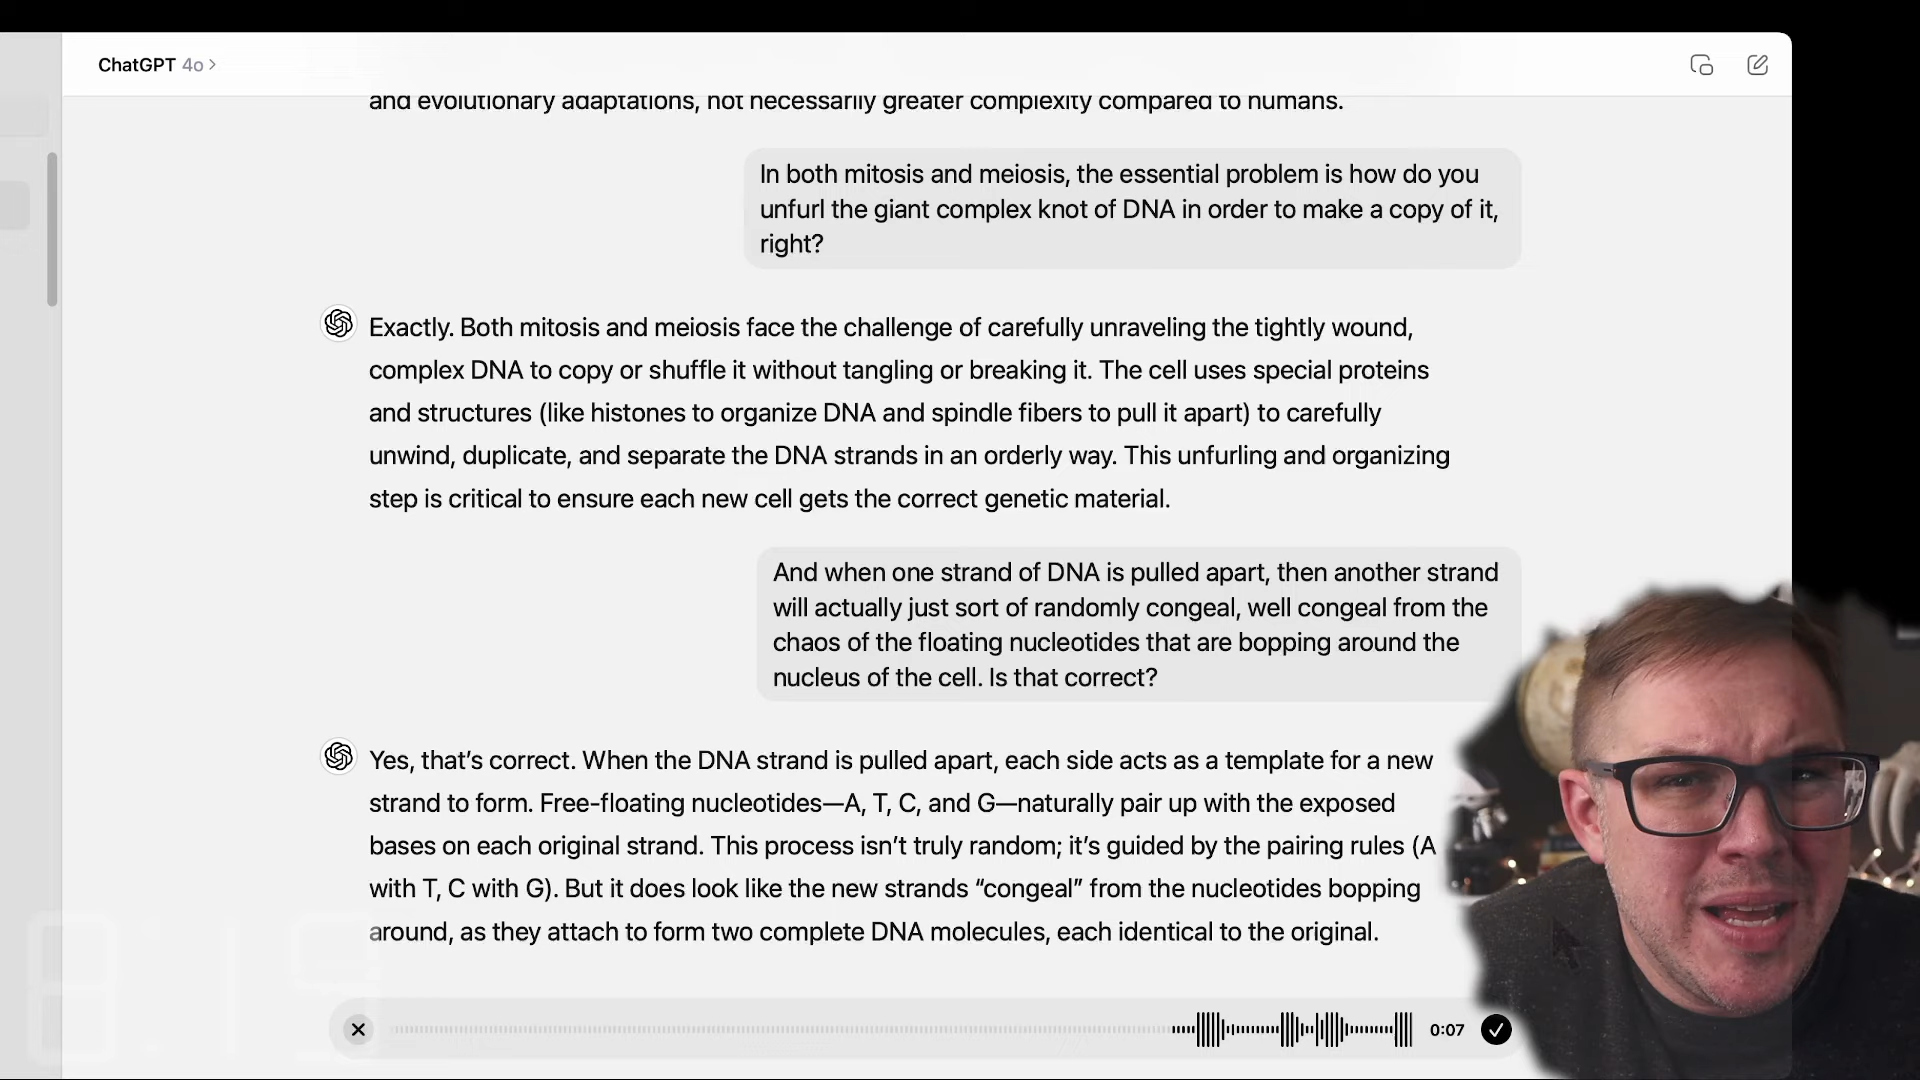 ChatGPT 4o >
and evolutionary adaptations, not necessarily greater complexity compared to humans.
In both mitosis and meiosis, the essential problem is how do you
unfurl the giant complex knot of DNA in order to make a copy of it,
right?
Exactly. Both mitosis and meiosis face the challenge of carefully unraveling the tightly wound,
complex DNA to copy or shuffle it without tangling or breaking it. The cell uses special proteins
and structures (like histones to organize DNA and spindle fibers to pull it apart) to carefully
unwind, duplicate, and separate the DNA strands in an orderly way. This unfurling and organizing
step is critical to ensure each new cell gets the correct genetic material.
And when one strand of DNA is pulled apart, then another strand
will actually just sort of randomly congeal, well congeal from the
chaos of the floating nucleotides that are bopping around the
nucleus of the cell. Is that correct?
Yes, that's correct. When the DNA strand is pulled apart, each side acts as a template for a new
strand to form. Free-floating nucleotides—A, T, C, and G—naturally pair up with the exposed
bases on each original strand. This process isn't truly random; it's guided by the pairing rules (A
with T, C with G). But it does look like the new strands “congeal” from the nucleotides bopping
around, as they attach to form two complete DNA molecules, each identical to the original.
0:07